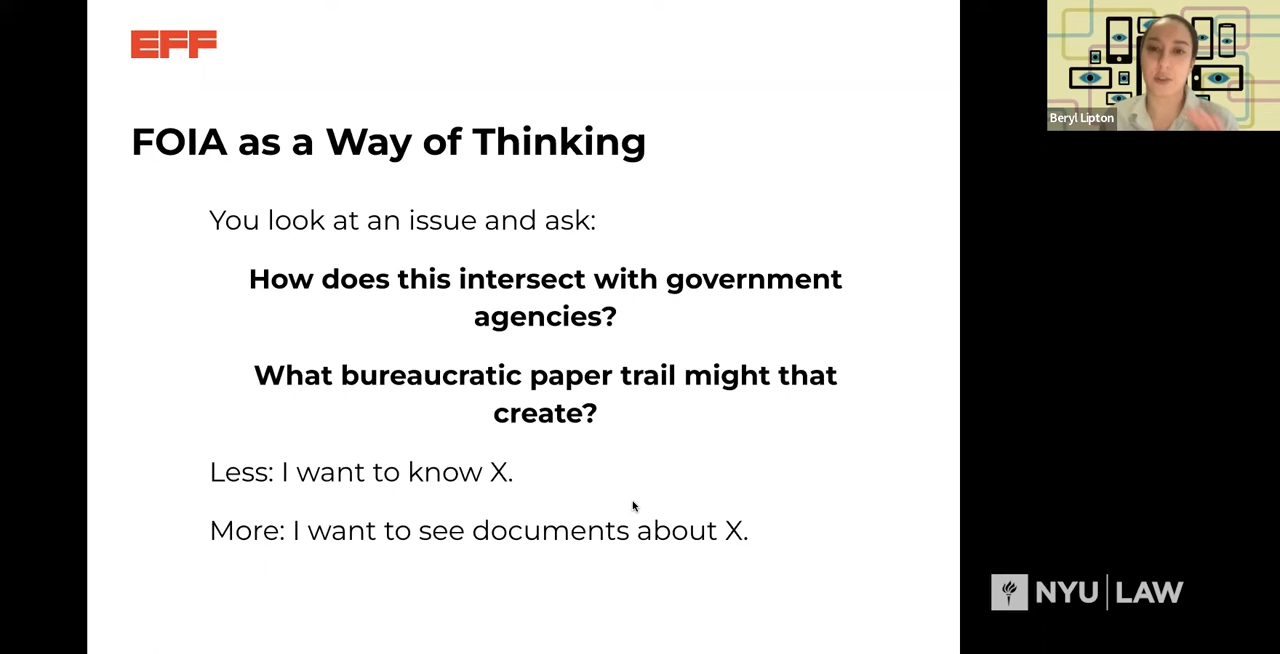 EFF
FOIA as a Way of Thinking
You look at an issue and ask:
How does this intersect with government
agencies?
What bureaucratic paper trail might that
create?
Less: I want to know X.
More: I want to see documents about X.
Beryl Lipton
NYU | LAW